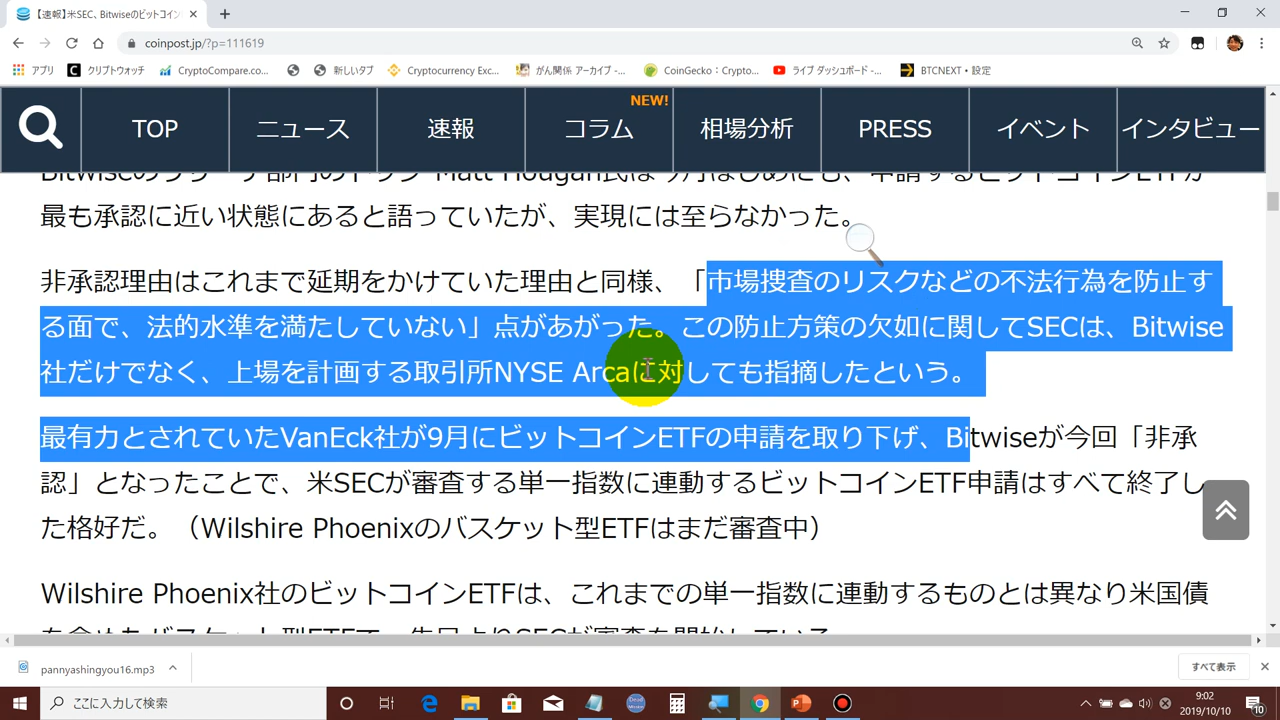 【速報】米SEC、Bitwiseのビットコイン
coinpost.jp/?p=111619
アプリ
クリプトウォッチ
CryptoCompare.co...
新しいタブ
Cryptocurrency Exc...
がん関係 アーカイブ -...
CoinGecko：Crypto...
ライブ ダッシュボード -...
BTCNEXT・設定
NEW!
TOP
ニュース
速報
コラム
相場分析
PRESS
イベント
インタビュー
最も承認に近い状態にあると語っていたが、実現には至らなかった。
非承認理由はこれまで延期をかけていた理由と同様、「市場捜査のリスクなどの不法行為を防止す
る面で、法的水準を満たしていない」点があがった。この防止方策の欠如に関してSECは、Bitwise
社だけでなく、上場を計画する取引所NYSE Arcaに対しても指摘したという。
最有力とされていたVanEck社が9月にビットコインETFの申請を取り下げ、Bitwiseが今回「非承
認」となったことで、米SECが審査する単一指数に連動するビットコインETF申請はすべて終了し
た格好だ。（Wilshire Phoenixのバスケット型ETFはまだ審査中）
Wilshire Phoenix社のビットコインETFは、これまでの単一指数に連動するものとは異なり米国債
pannyashingyou16.mp3
すべて表示
ここに入力して検索
9:02
2019/10/10
10